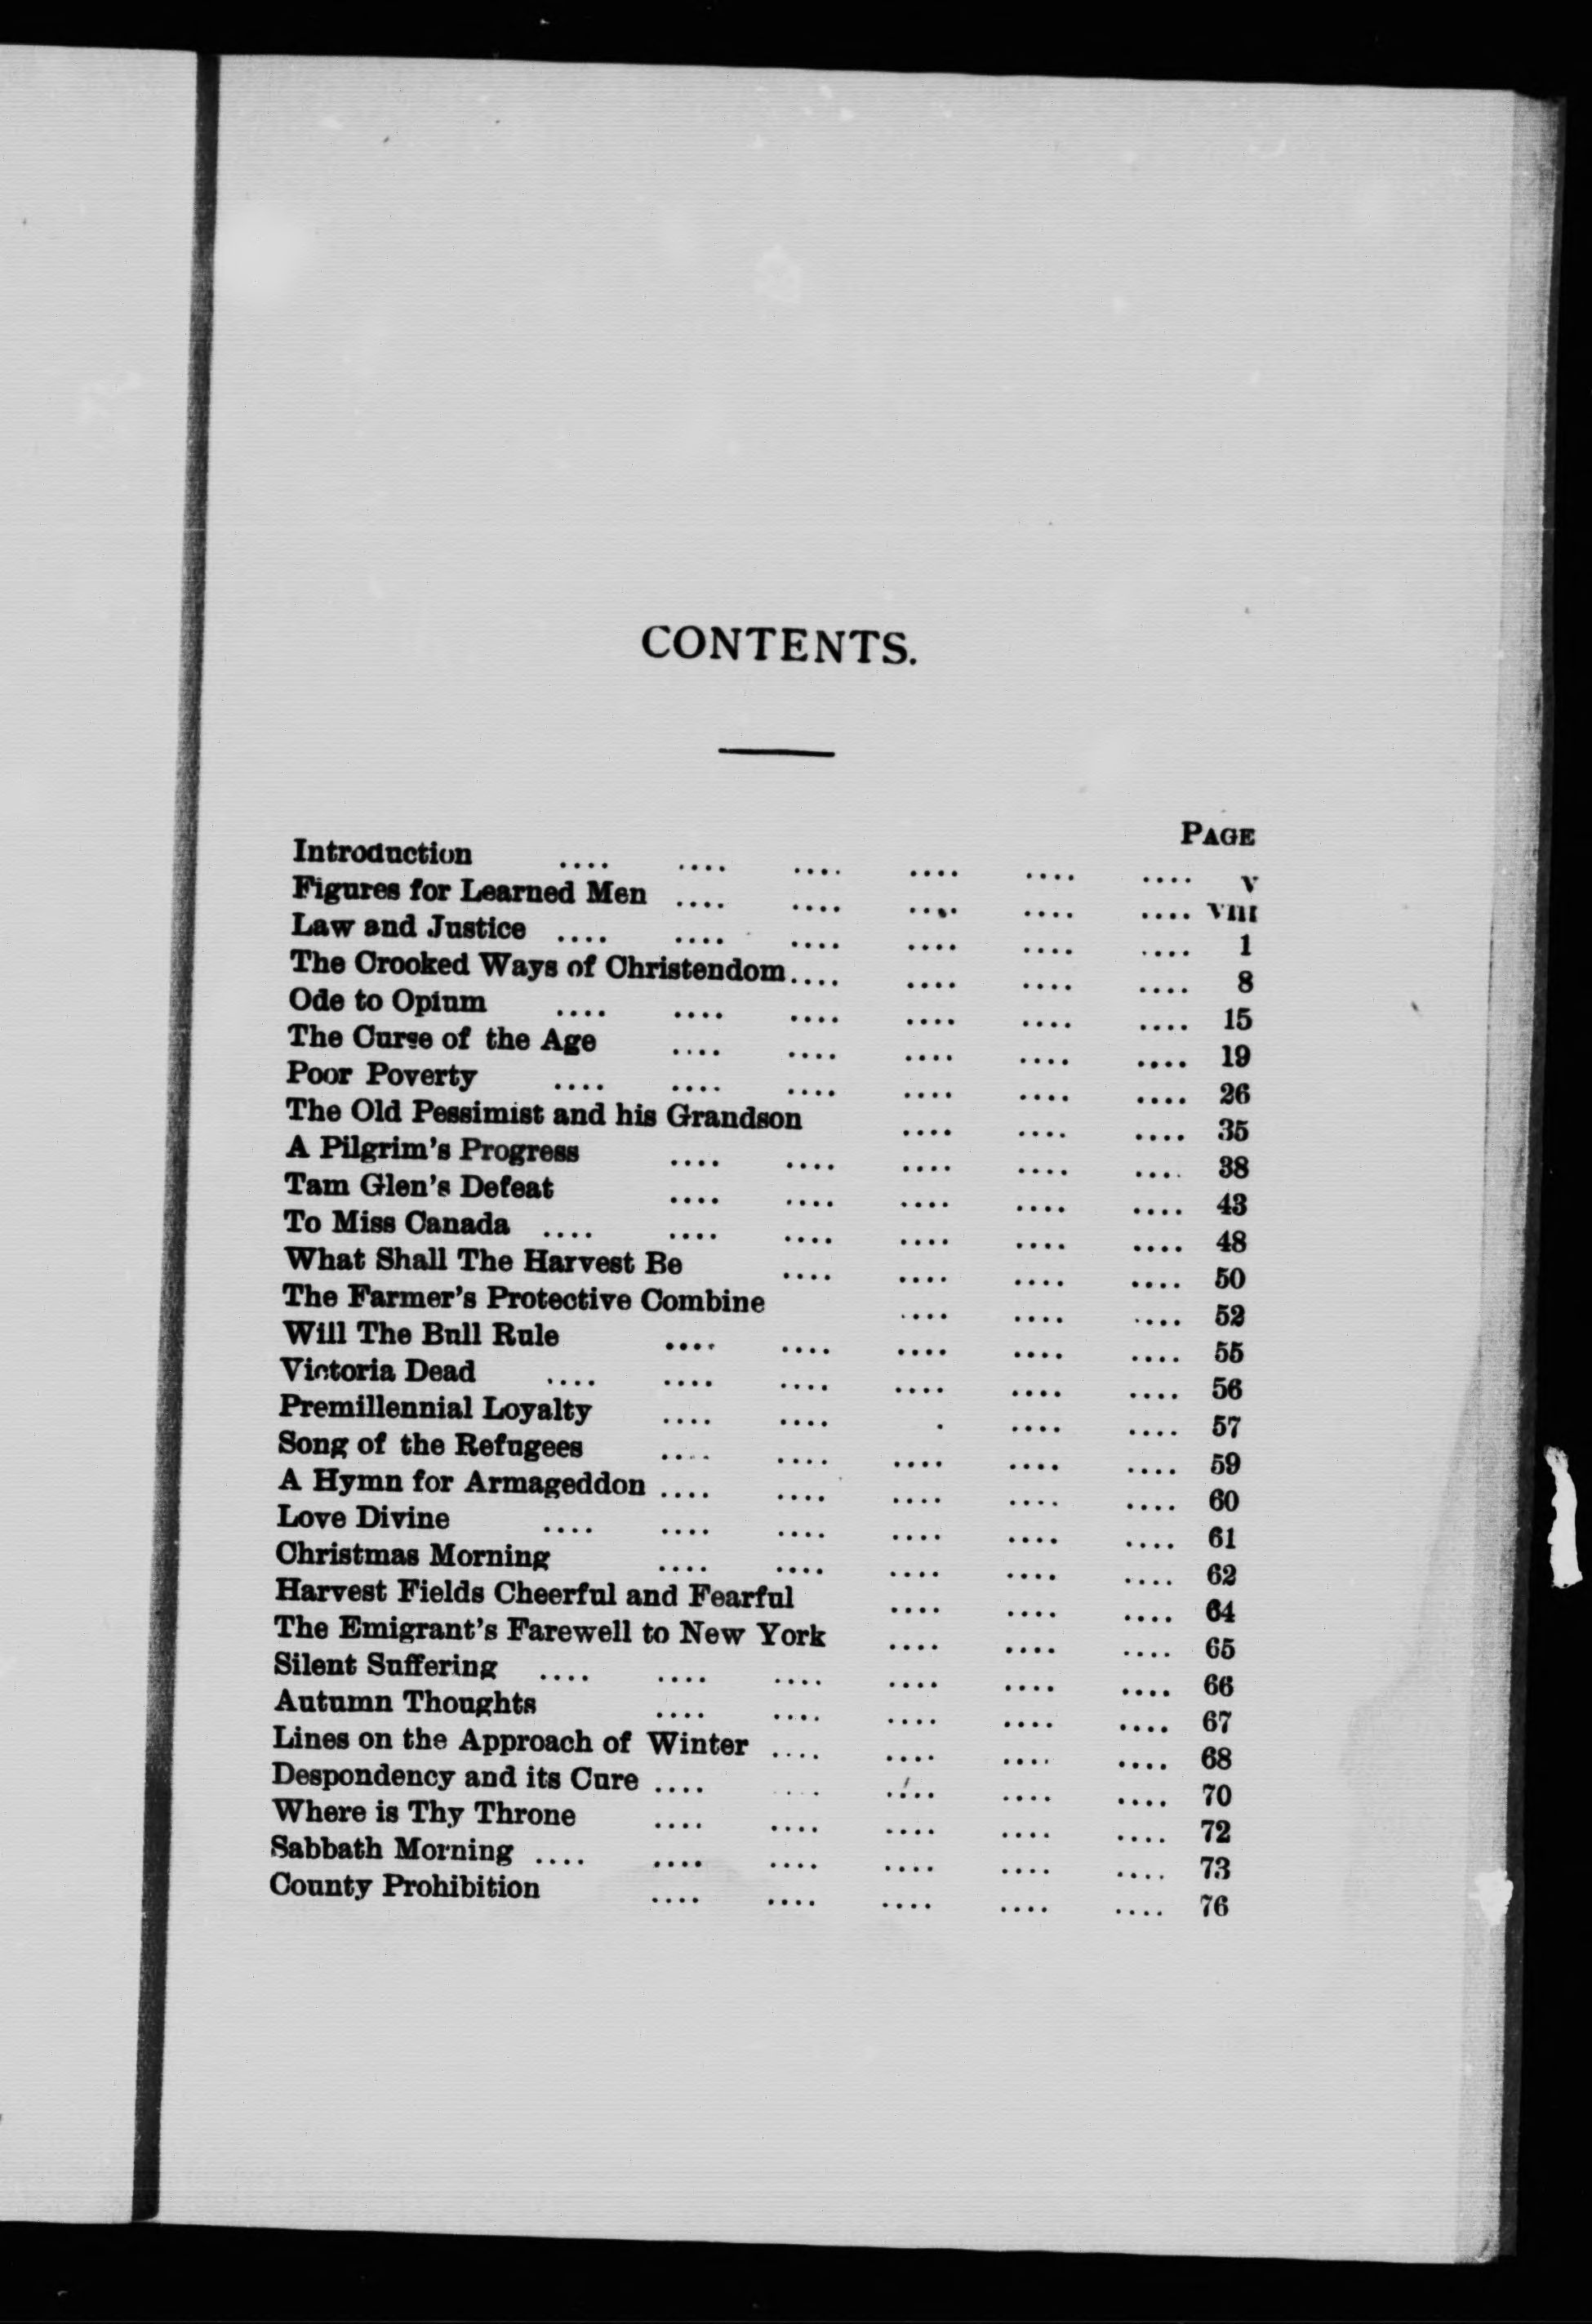 CONTENTS.
PAGE
Introduction .... .... .... .... .... .... v
Figures for Learned Men .... .... .... .... .... viii
Law and Justice .... .... .... .... .... .... 1
The Crooked Ways of Christendom.... .... .... .... 8
Ode to Opium .... .... .... .... .... .... 15
The Curse of the Age .... .... .... .... .... 19
Poor Poverty .... .... .... .... .... .... 26
The Old Pessimist and his Grandson .... .... .... 35
A Pilgrim's Progress .... .... .... .... .... 38
Tam Glen's Defeat .... .... .... .... .... 43
To Miss Canada .... .... .... .... .... .... 48
What Shall The Harvest Be .... .... .... .... 50
The Farmer's Protective Combine .... .... .... 52
Will The Bull Rule .... .... .... .... .... 55
Victoria Dead .... .... .... .... .... .... 56
Premillennial Loyalty .... .... . .... .... 57
Song of the Refugees .... .... .... .... .... 59
A Hymn for Armageddon .... .... .... .... .... 60
Love Divine .... .... .... .... .... .... 61
Christmas Morning .... .... .... .... .... 62
Harvest Fields Cheerful and Fearful .... .... .... 64
The Emigrant's Farewell to New York .... .... .... 65
Silent Suffering .... .... .... .... .... .... 66
Autumn Thoughts .... .... .... .... .... 67
Lines on the Approach of Winter .... .... .... .... 68
Despondency and its Cure .... .... .... .... .... 70
Where is Thy Throne .... .... .... .... .... 72
Sabbath Morning .... .... .... .... .... .... 73
County Prohibition .... .... .... .... .... 76